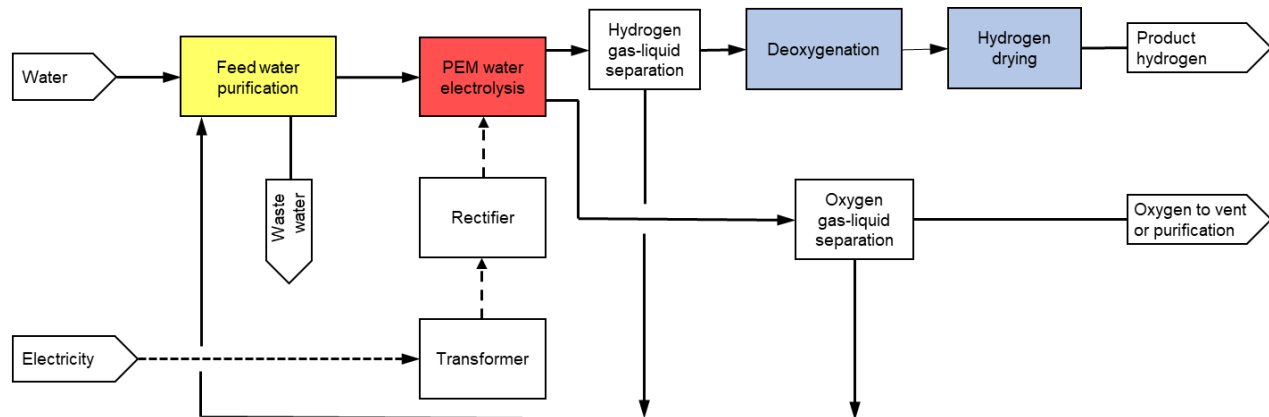 Water
Feed water
purification
PEM water
electrolysis
Hydrogen
gas-liquid
separation
Deoxygenation
Hydrogen
drying
Product
hydrogen
Waste
water
Rectifier
Oxygen
gas-liquid
separation
Oxygen to vent
or purification
Electricity
Transformer